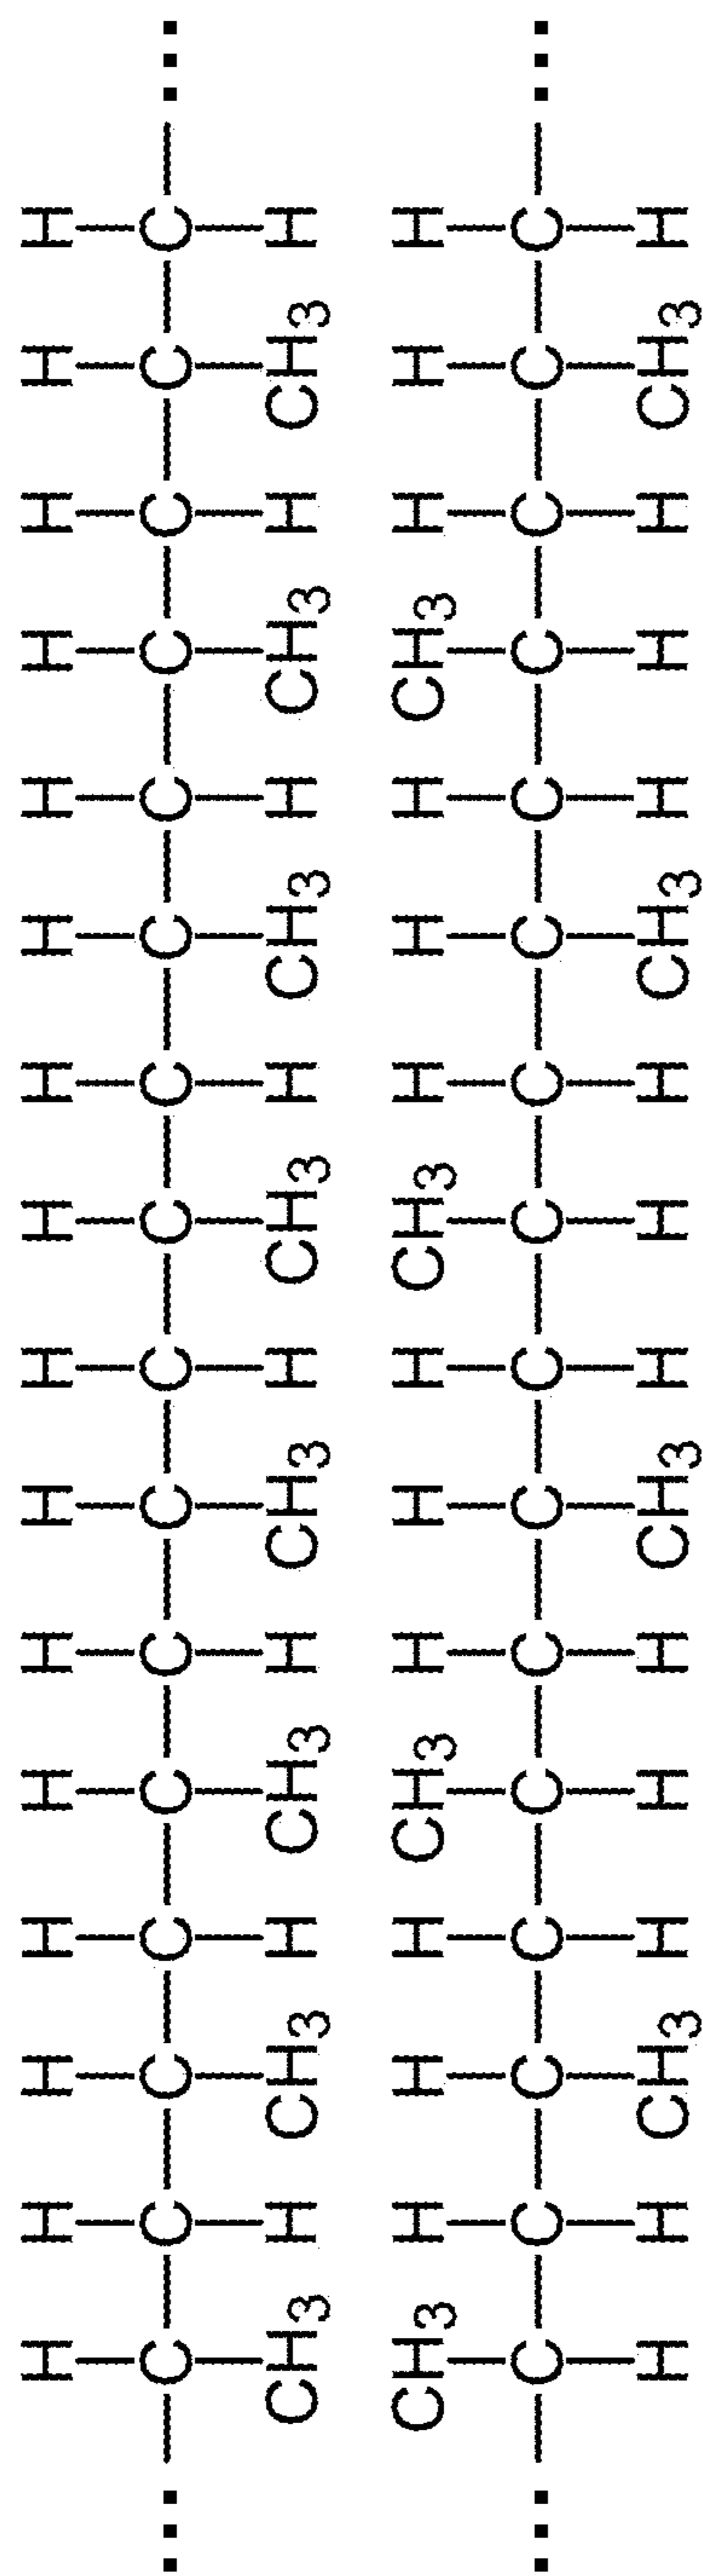 H H H H H H H H H H H H H H H H
... —C—C—C—C—C—C—C—C—C—C—C—C—C—C—C—C— ...
CH₃ H CH₃ H CH₃ H CH₃ H CH₃ H CH₃ H CH₃ H CH₃ H
CH₃ H H H CH₃ H H H CH₃ H H H CH₃ H H H
... —C—C—C—C—C—C—C—C—C—C—C—C—C—C—C—C— ...
H H CH₃ H H H CH₃ H H H CH₃ H H H CH₃ H